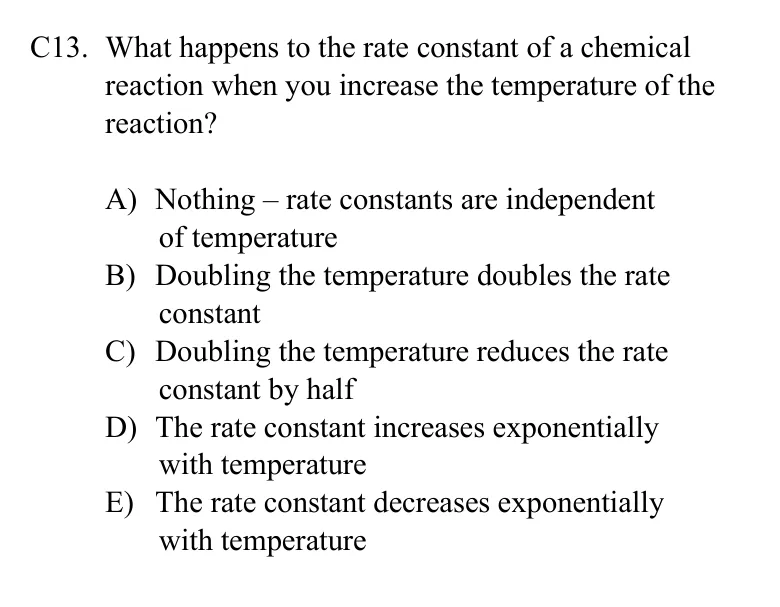 C13. What happens to the rate constant of a chemical
reaction when you increase the temperature of the
reaction?
A) Nothing – rate constants are independent
of temperature
B) Doubling the temperature doubles the rate
constant
C) Doubling the temperature reduces the rate
constant by half
D) The rate constant increases exponentially
with temperature
E) The rate constant decreases exponentially
with temperature